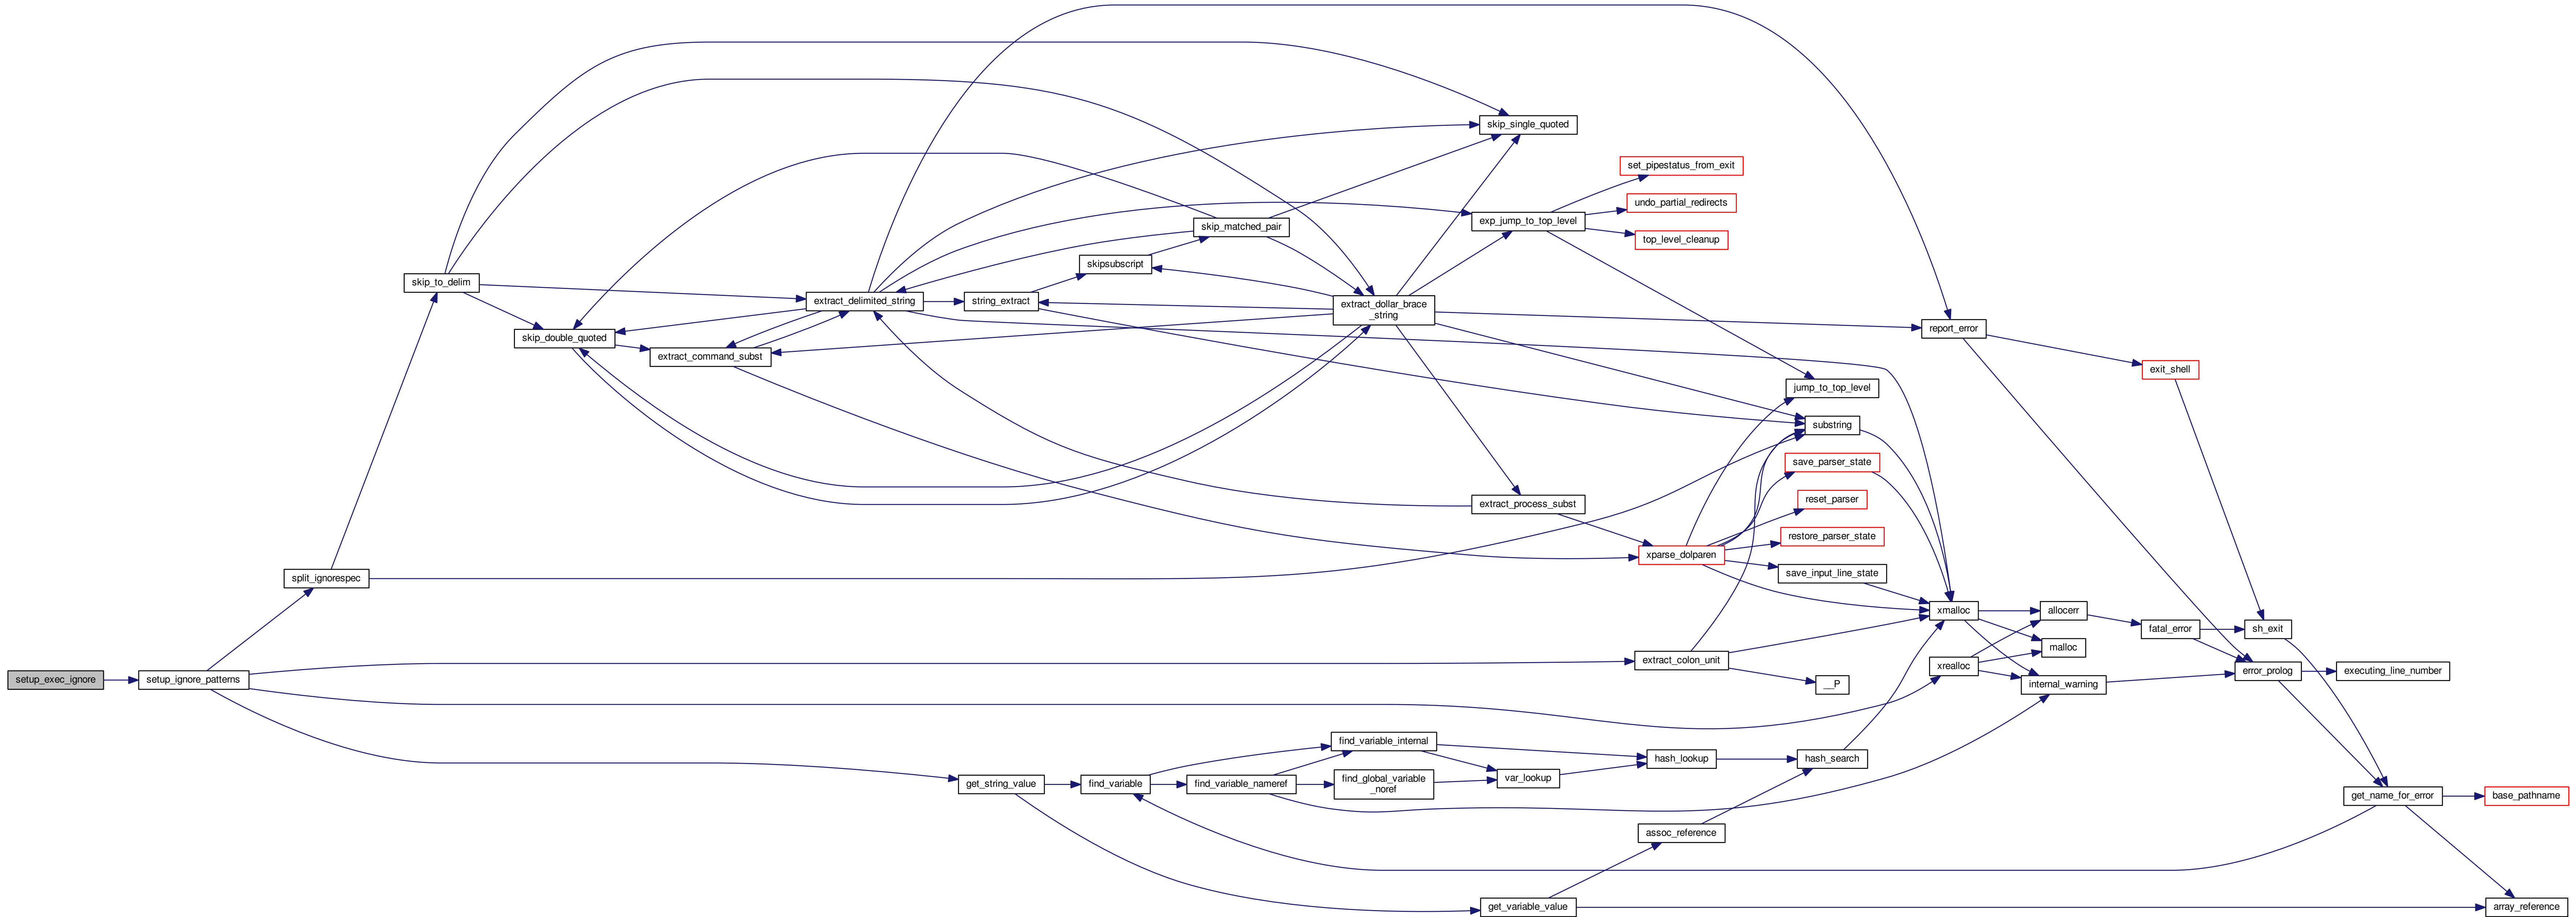 skip_single_quoted
set_pipestatus_from_exit
undo_partial_redirects
exp_jump_to_top_level
skip_matched_pair
top_level_cleanup
skipsubscript
skip_to_delim
extract_delimited_string
string_extract
extract_dollar_brace
_string
report_error
skip_double_quoted
extract_command_subst
exit_shell
jump_to_top_level
substring
save_parser_state
reset_parser
extract_process_subst
restore_parser_state
xparse_dolparen
save_input_line_state
split_ignorespec
xmalloc
allocerr
fatal_error
sh_exit
malloc
extract_colon_unit
xrealloc
error_prolog
executing_line_number
setup_exec_ignore
setup_ignore_patterns
__P
internal_warning
find_variable_internal
hash_lookup
hash_search
get_string_value
find_variable
find_variable_nameref
find_global_variable
_noref
var_lookup
get_name_for_error
base_pathname
assoc_reference
get_variable_value
array_reference